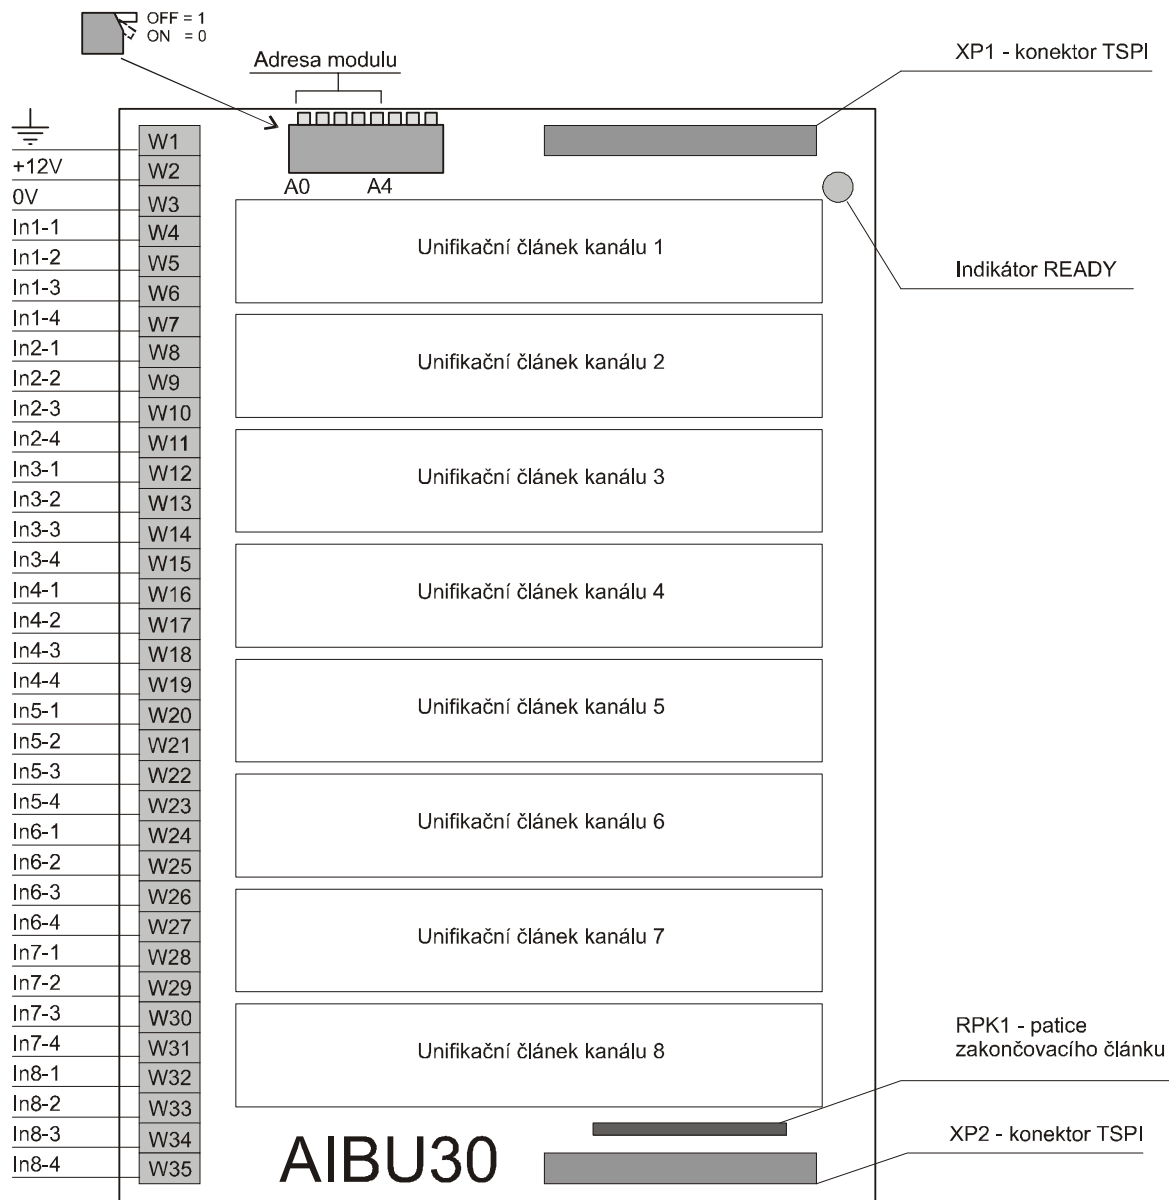 OFF = 1
ON = 0
Adresa modulu
XP1 - konektor TSPI
A0 A4
W1
+12V W2
0V W3
In1-1 W4
In1-2 W5
In1-3 W6
In1-4 W7
In2-1 W8
In2-2 W9
In2-3 W10
In2-4 W11
In3-1 W12
In3-2 W13
In3-3 W14
In3-4 W15
In4-1 W16
In4-2 W17
In4-3 W18
In4-4 W19
In5-1 W20
In5-2 W21
In5-3 W22
In5-4 W23
In6-1 W24
In6-2 W25
In6-3 W26
In6-4 W27
In7-1 W28
In7-2 W29
In7-3 W30
In7-4 W31
In8-1 W32
In8-2 W33
In8-3 W34
In8-4 W35
Unifikační článek kanálu 1
Unifikační článek kanálu 2
Unifikační článek kanálu 3
Unifikační článek kanálu 4
Unifikační článek kanálu 5
Unifikační článek kanálu 6
Unifikační článek kanálu 7
Unifikační článek kanálu 8
Indikátor READY
RPK1 - patice
zakončovacího článku
XP2 - konektor TSPI
AIBU30